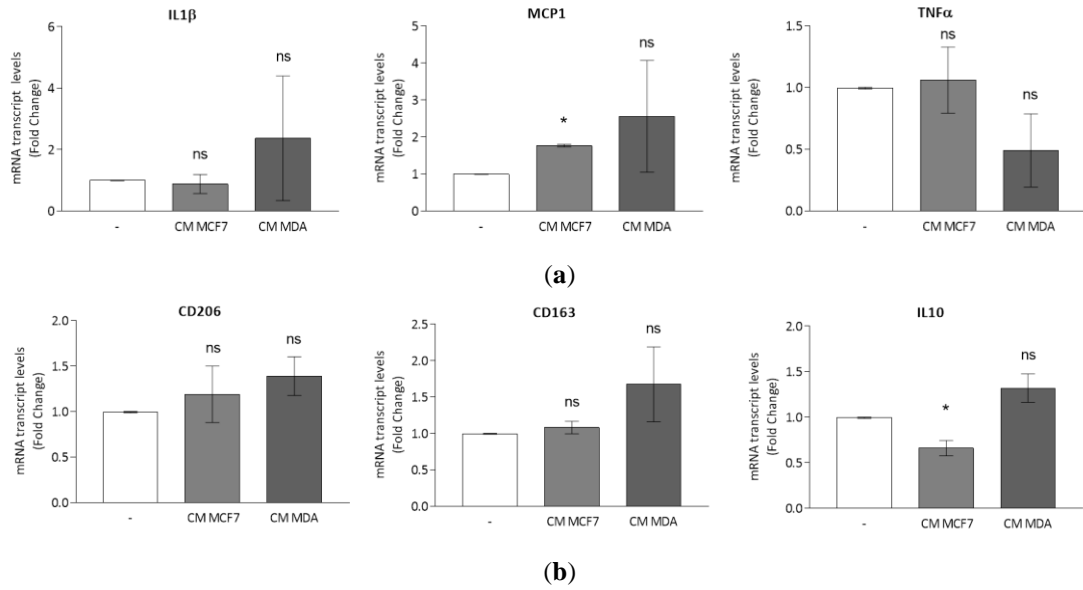 IL1β
mRNA transcript levels
(Fold Change)
8
6
4
2
0
ns
ns
-
CM MCF7
CM MDA
MCP1
mRNA transcript levels
(Fold Change)
5
4
3
2
1
0
*
ns
-
CM MCF7
CM MDA
TNFα
mRNA transcript levels
(Fold Change)
1.5
1.0
0.5
0.0
ns
ns
-
CM MCF7
CM MDA
(a)
CD206
mRNA transcript levels
(Fold Change)
2.0
1.5
1.0
0.5
0.0
ns
ns
-
CM MCF7
CM MDA
CD163
mRNA transcript levels
(Fold Change)
2.5
2.0
1.5
1.0
0.5
0.0
ns
ns
-
CM MCF7
CM MDA
IL10
mRNA transcript levels
(Fold Change)
2.0
1.5
1.0
0.5
0.0
*
ns
-
CM MCF7
CM MDA
(b)